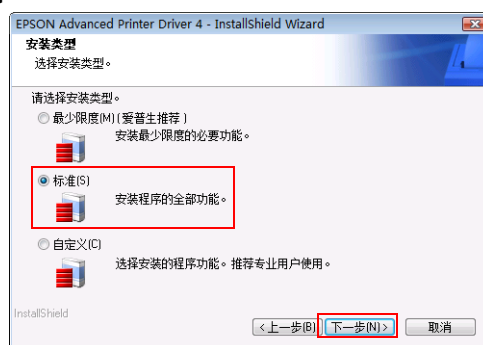 EPSON Advanced Printer Driver 4 - InstallShield Wizard
安装类型
选择安装类型。
请选择安装类型。
最少限度(M) (爱普生推荐)
安装最少限度的必要功能。
标准(S)
安装程序的全部功能。
自定义(C)
选择安装的程序功能。推荐专业用户使用。
InstallShield
<上一步(B) 下一步(N)> 取消